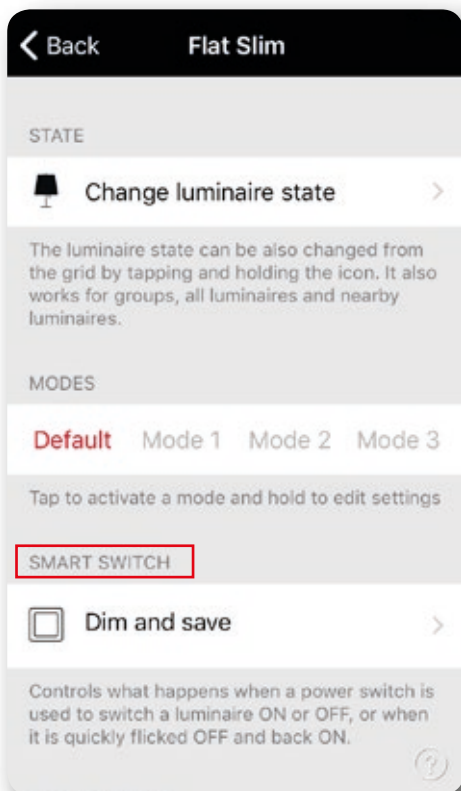 Back Flat Slim
STATE
Change luminaire state
The luminaire state can be also changed from
the grid by tapping and holding the icon. It also
works for groups, all luminaires and nearby
luminaires.
MODES
Default Mode 1 Mode 2 Mode 3
Tap to activate a mode and hold to edit settings
SMART SWITCH
Dim and save
Controls what happens when a power switch is
used to switch a luminaire ON or OFF, or when
it is quickly flicked OFF and back ON.
?